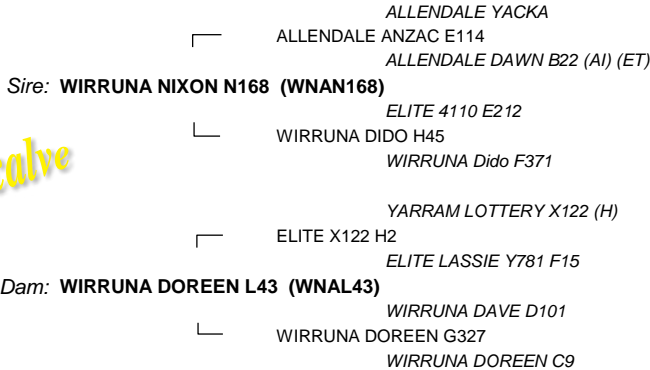 ALLENDALE YACKA
ALLENDALE ANZAC E114
ALLENDALE DAWN B22 (AI) (ET)
Sire: WIRRUNA NIXON N168 (WNAN168)
ELITE 4110 E212
WIRRUNA DIDO H45
WIRRUNA Dido F371
calve
YARRAM LOTTERY X122 (H)
ELITE X122 H2
ELITE LASSIE Y781 F15
Dam: WIRRUNA DOREEN L43 (WNAL43)
WIRRUNA DAVE D101
WIRRUNA DOREEN G327
WIRRUNA DOREEN C9